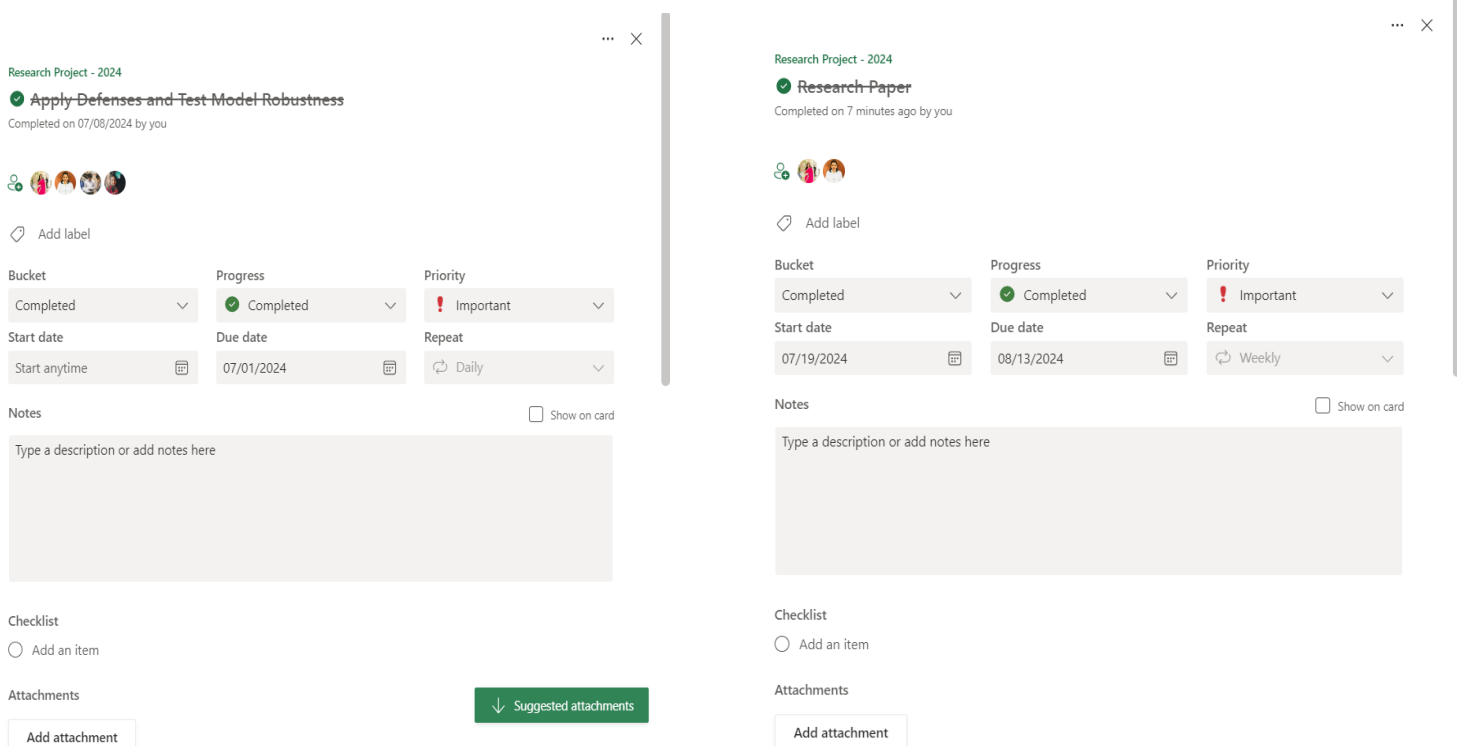 Research Project - 2024
Apply Defenses and Test Model Robustness
Completed on 07/08/2024 by you
Add label
Bucket Progress Priority
Completed Completed Important
Start date Due date Repeat
Start anytime 07/01/2024 Daily
Notes Show on card
Type a description or add notes here
Checklist
Add an item
Attachments
Suggested attachments
Add attachment
Research Project - 2024
Research Paper
Completed on 7 minutes ago by you
Add label
Bucket Progress Priority
Completed Completed Important
Start date Due date Repeat
07/19/2024 08/13/2024 Weekly
Notes Show on card
Type a description or add notes here
Checklist
Add an item
Attachments
Add attachment